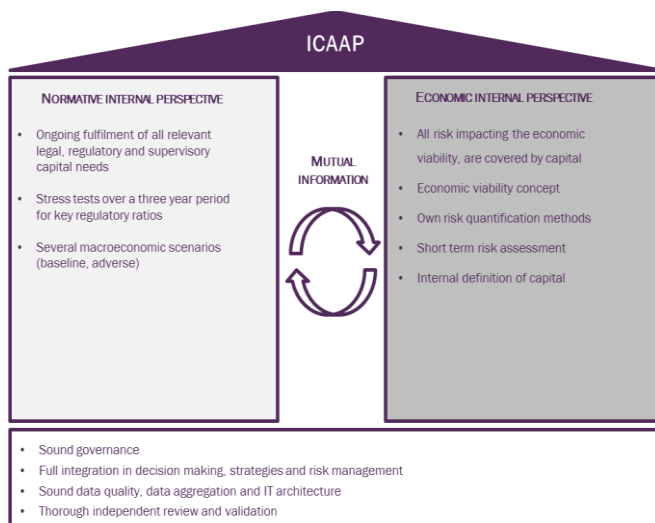 ICAAP
NORMATIVE INTERNAL PERSPECTIVE
• Ongoing fulfilment of all relevant
legal, regulatory and supervisory
capital needs
• Stress tests over a three year period
for key regulatory ratios
• Several macroeconomic scenarios
(baseline, adverse)
MUTUAL
INFORMATION
ECONOMIC INTERNAL PERSPECTIVE
• All risk impacting the economic
viability, are covered by capital
• Economic viability concept
• Own risk quantification methods
• Short term risk assessment
• Internal definition of capital
• Sound governance
• Full integration in decision making, strategies and risk management
• Sound data quality, data aggregation and IT architecture
• Thorough independent review and validation